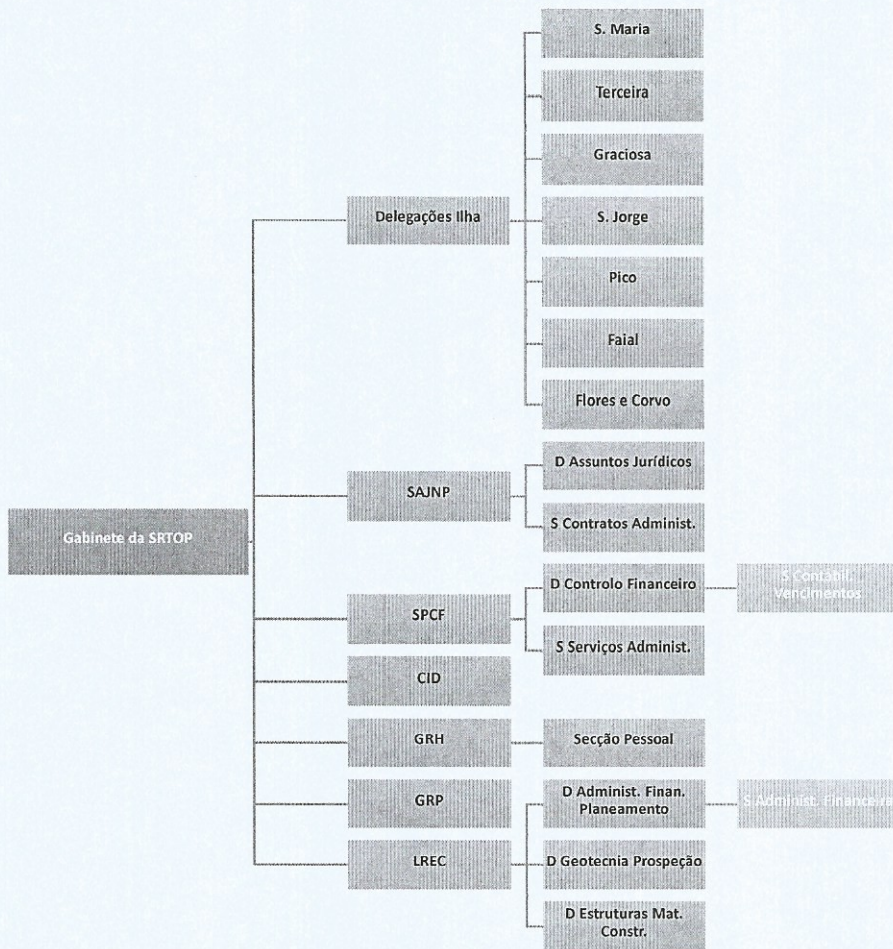 S. Maria
Terceira
Graciosa
Delegações Ilha
S. Jorge
Pico
Faial
Flores e Corvo
D Assuntos Jurídicos
SAJNP
S Contratos Administ.
Gabinete da SRTOP
D Controlo Financeiro
S Contabil.
Vencimentos
SPCF
S Serviços Administ.
CID
GRH
Secção Pessoal
GRP
D Administ. Finan.
Planeamento
S Administ. Financeira
LREC
D Geotecnia Prospeção
D Estruturas Mat.
Constr.